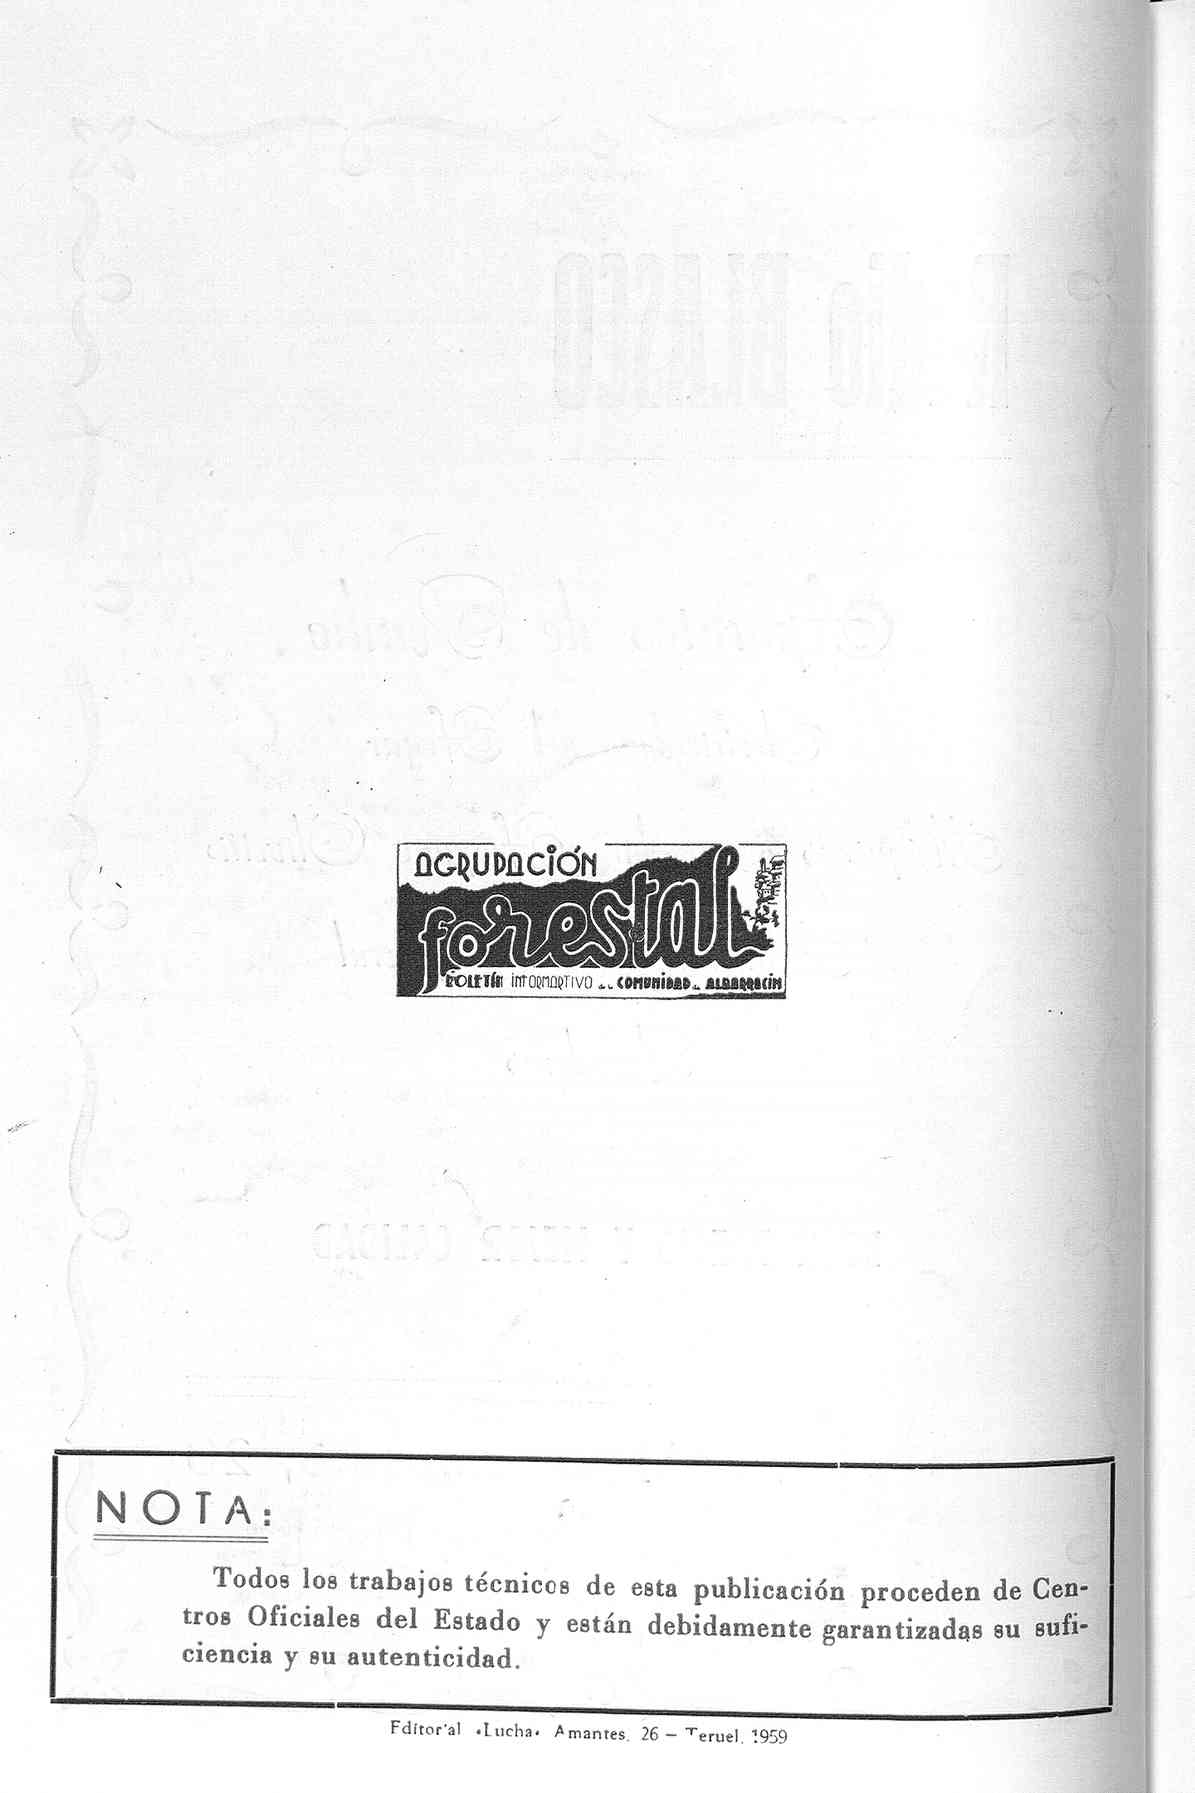 AGRUPACIÓN
forestal
BOLETÍN INFORMATIVO de la COMUNIDAD de ALBARRACÍN
NOTA:
Todos los trabajos técnicos de esta publicación proceden de Cen-
tros Oficiales del Estado y están debidamente garantizadas su sufi-
ciencia y su autenticidad.
Editorial «Lucha» Amantes, 26 — Teruel, 1959